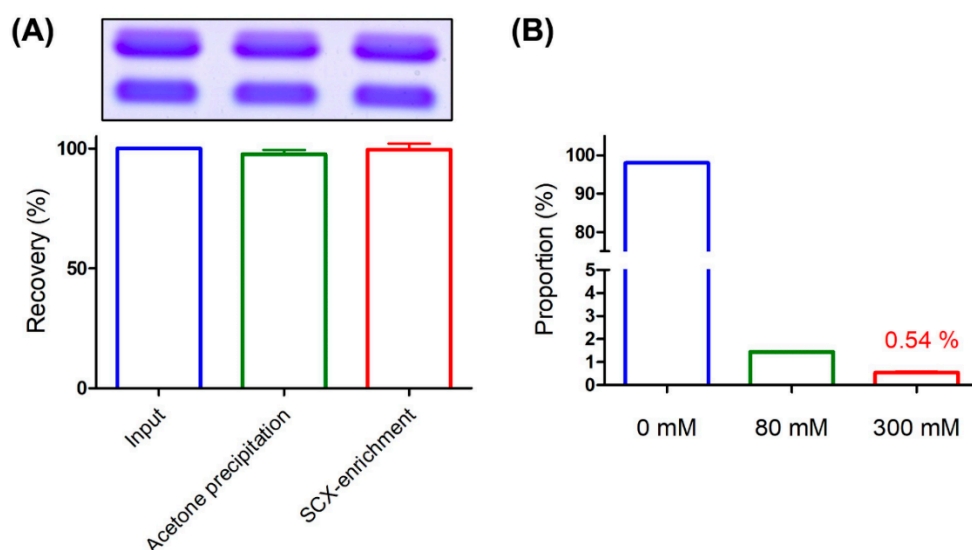 (A)
Recovery (%)
100
50
0
Input
Acetone precipitation
SCX-enrichment
(B)
Proportion (%)
100
90
80
5
4
3
2
1
0
0.54 %
0 mM
80 mM
300 mM